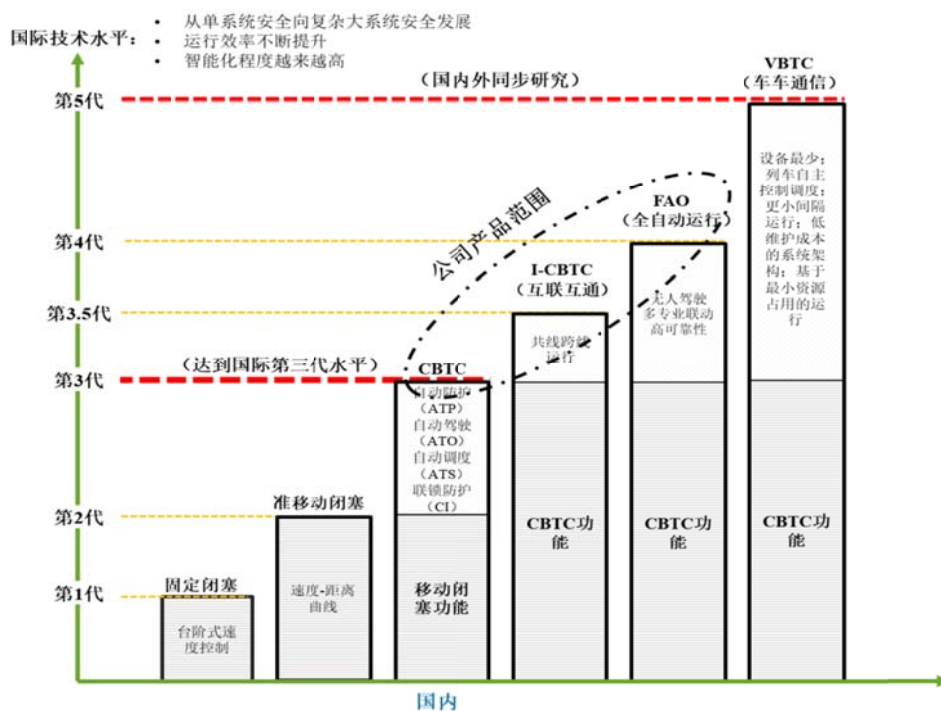 国际技术水平：
• 从单系统安全向复杂大系统安全发展
• 运行效率不断提升
• 智能化程度越来越高
VBTC
（车车通信）
（国内外同步研究）
第5代
设备最少；
列车自主
控制调度；
更小间隔
运行；低
维护成本
的系统架
构；基于
最小资源
占用的运
行
公司产品范围
FAO
（全自动运行）
第4代
无人驾驶
多专业联动
高可靠性
I-CBTC
（互联互通）
第3.5代
共线跨线
运行
（达到国际第三代水平）
CBTC
第3代
自动防护
（ATP）
自动驾驶
（ATO）
自动调度
（ATS）
联锁防护
（CI）
准移动闭塞
第2代
速度-距离
曲线
移动闭
塞功能
CBTC功
能
CBTC功
能
CBTC功
能
固定闭塞
第1代
台阶式速
度控制
国内